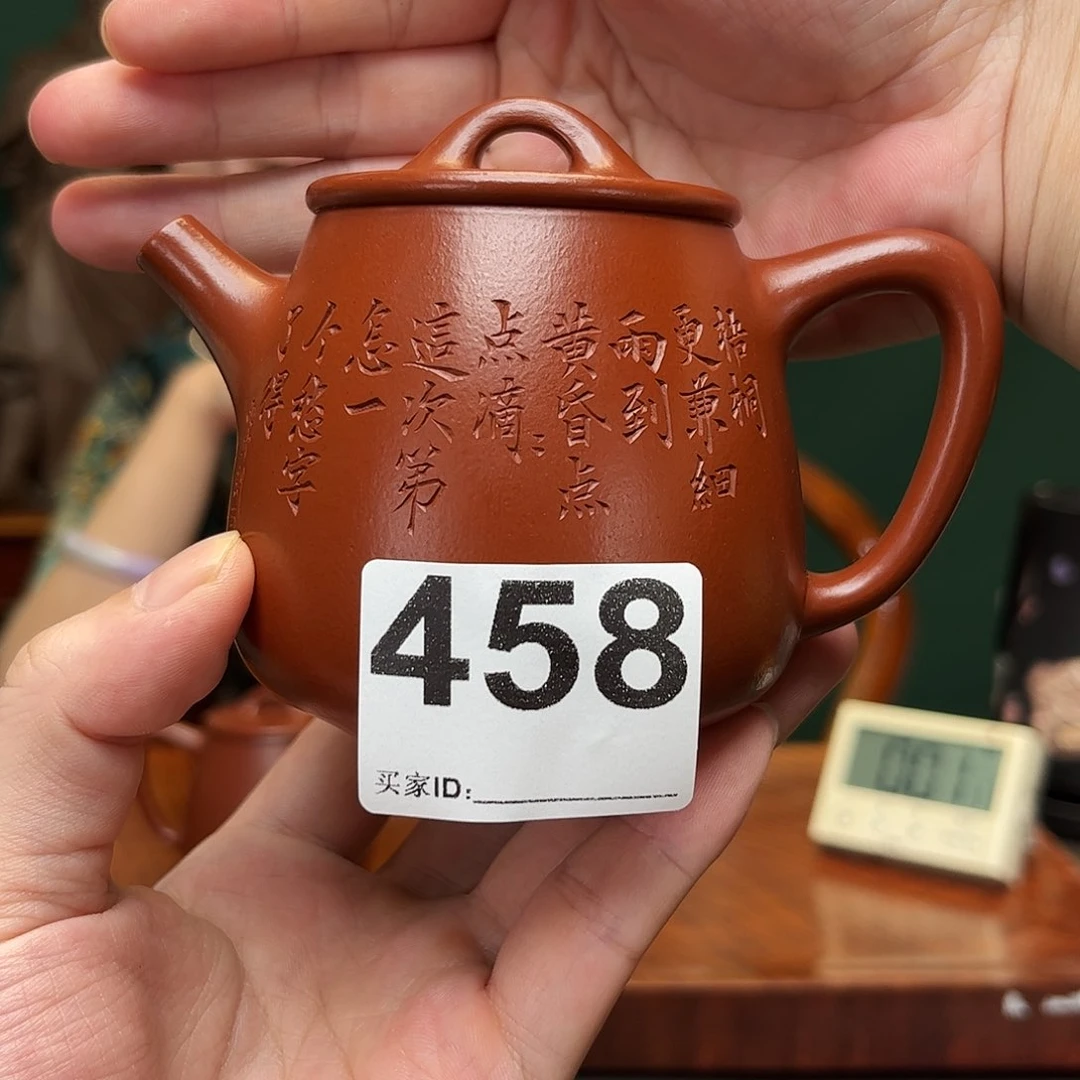 梧桐
更兼細
雨到
黄昏点
点滴；
這次第
怎一
个愁字
了得
458
买家ID: